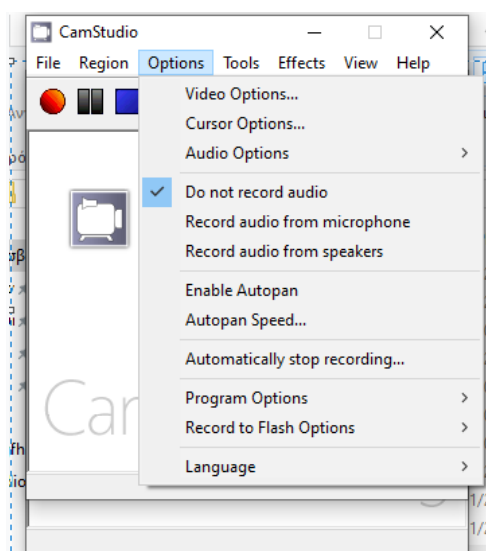 CamStudio
File Region Options Tools Effects View Help
Video Options...
Cursor Options...
Audio Options
Do not record audio
Record audio from microphone
Record audio from speakers
Enable Autopan
Autopan Speed...
Automatically stop recording...
Program Options
Record to Flash Options
Language